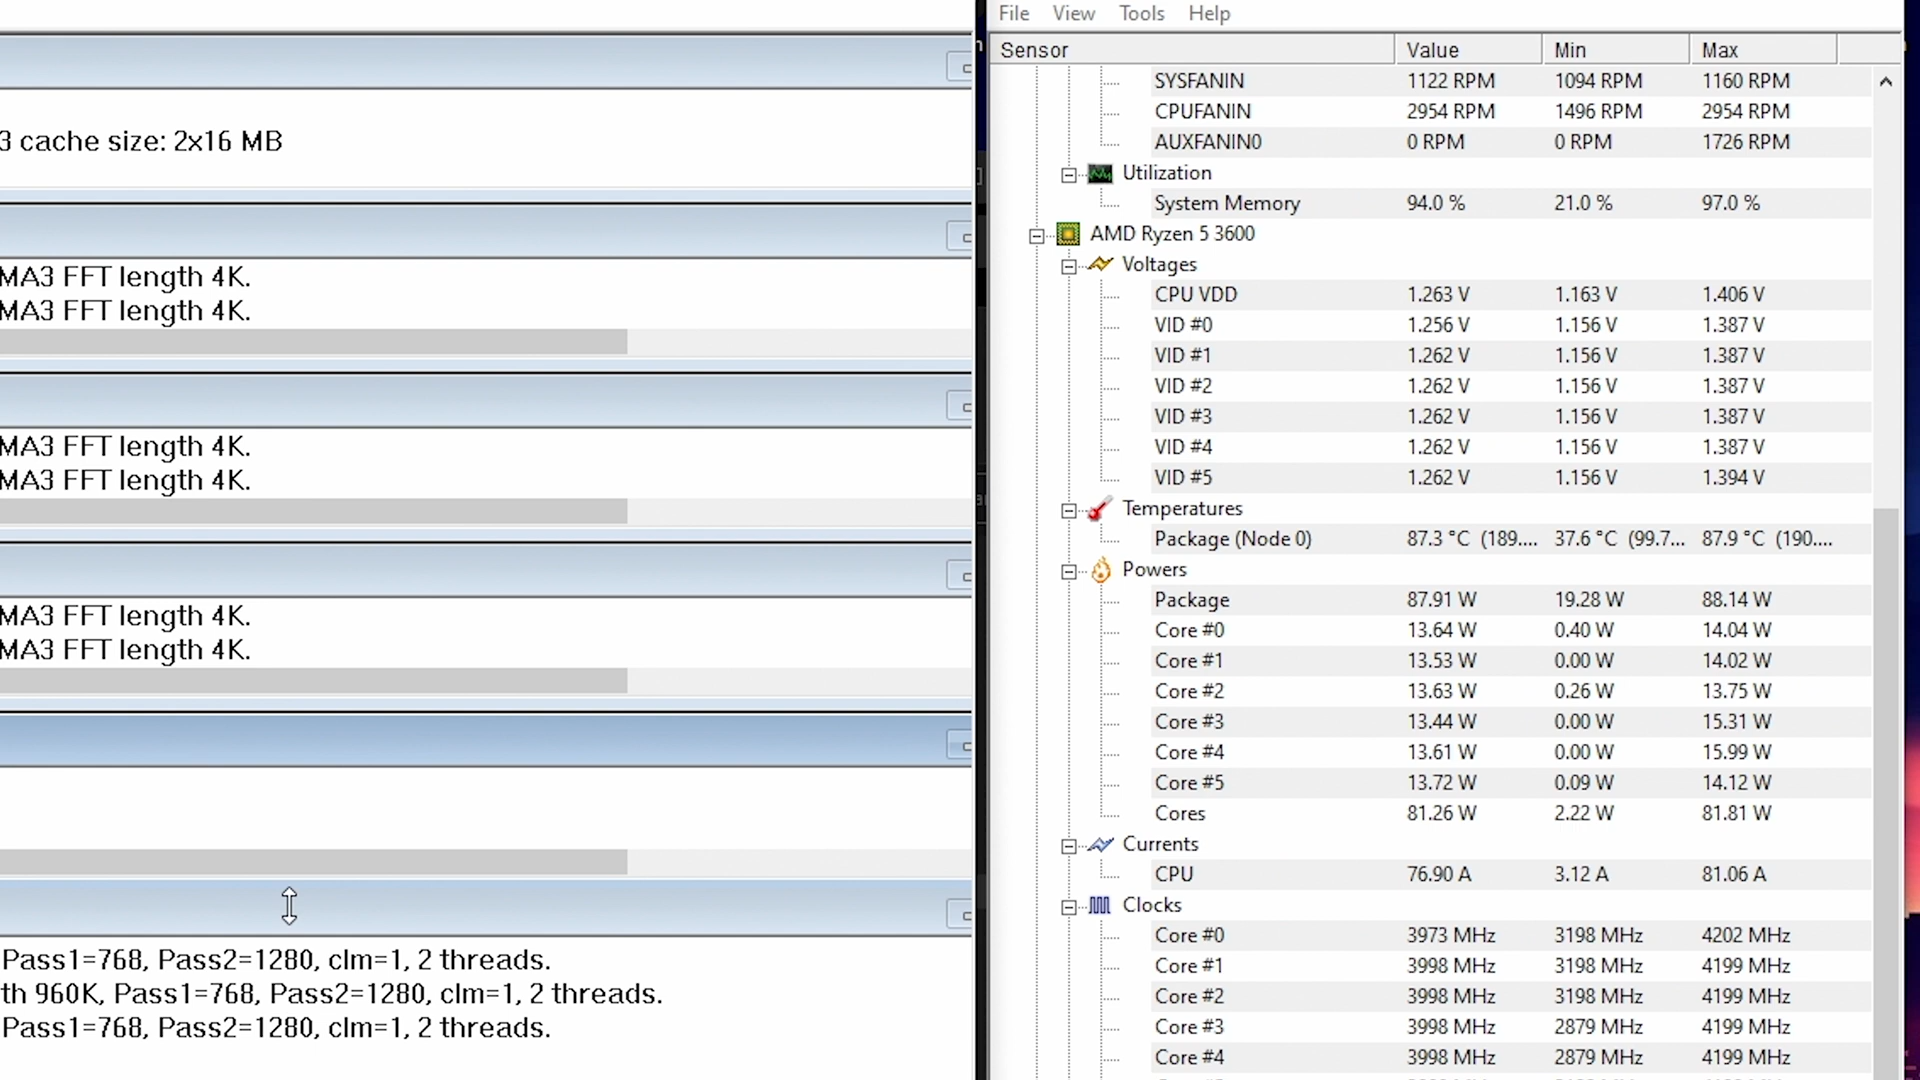 3 cache size: 2x16 MB
MA3 FFT length 4K.
MA3 FFT length 4K.
MA3 FFT length 4K.
MA3 FFT length 4K.
MA3 FFT length 4K.
MA3 FFT length 4K.
Pass1=768, Pass2=1280, clm=1, 2 threads.
th 960K, Pass1=768, Pass2=1280, clm=1, 2 threads.
Pass1=768, Pass2=1280, clm=1, 2 threads.
File View Tools Help
Sensor Value Min Max
SYSFANIN 1122 RPM 1094 RPM 1160 RPM
CPUFANIN 2954 RPM 1496 RPM 2954 RPM
AUXFANIN0 0 RPM 0 RPM 1726 RPM
Utilization
System Memory 94.0 % 21.0 % 97.0 %
AMD Ryzen 5 3600
Voltages
CPU VDD 1.263 V 1.163 V 1.406 V
VID #0 1.256 V 1.156 V 1.387 V
VID #1 1.262 V 1.156 V 1.387 V
VID #2 1.262 V 1.156 V 1.387 V
VID #3 1.262 V 1.156 V 1.387 V
VID #4 1.262 V 1.156 V 1.387 V
VID #5 1.262 V 1.156 V 1.394 V
Temperatures
Package (Node 0) 87.3 °C (189.... 37.6 °C (99.7... 87.9 °C (190....
Powers
Package 87.91 W 19.28 W 88.14 W
Core #0 13.64 W 0.40 W 14.04 W
Core #1 13.53 W 0.00 W 14.02 W
Core #2 13.63 W 0.26 W 13.75 W
Core #3 13.44 W 0.00 W 15.31 W
Core #4 13.61 W 0.00 W 15.99 W
Core #5 13.72 W 0.09 W 14.12 W
Cores 81.26 W 2.22 W 81.81 W
Currents
CPU 76.90 A 3.12 A 81.06 A
Clocks
Core #0 3973 MHz 3198 MHz 4202 MHz
Core #1 3998 MHz 3198 MHz 4199 MHz
Core #2 3998 MHz 3198 MHz 4199 MHz
Core #3 3998 MHz 2879 MHz 4199 MHz
Core #4 3998 MHz 2879 MHz 4199 MHz